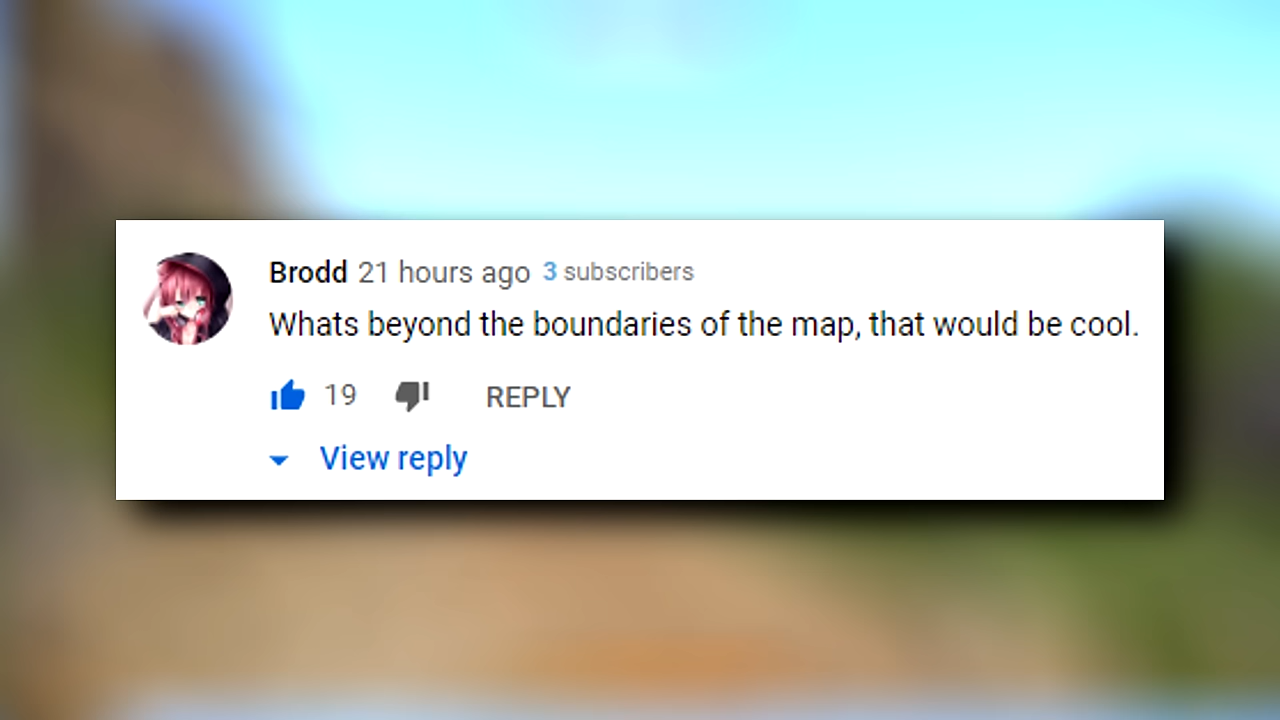 Brodd 21 hours ago 3 subscribers
Whats beyond the boundaries of the map, that would be cool.
19 REPLY
View reply